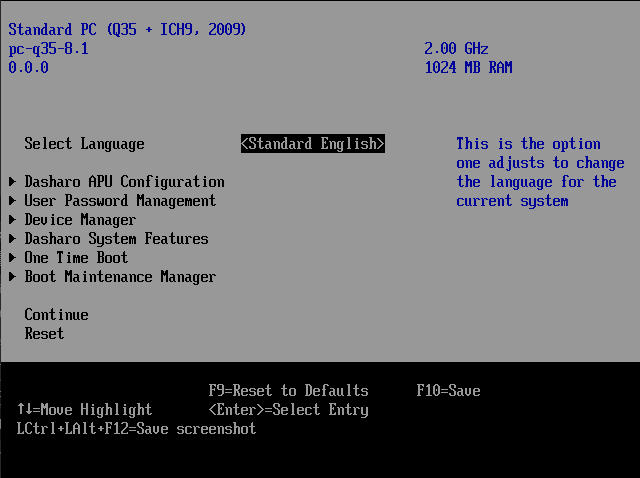 Standard PC (Q35 + ICH9, 2009)
pc-q35-8.1 2.00 GHz
0.0.0 1024 MB RAM
Select Language <Standard English> This is the option
one adjusts to change
Dasharo APU Configuration the language for the
User Password Management current system
Device Manager
Dasharo System Features
One Time Boot
Boot Maintenance Manager
Continue
Reset
F9=Reset to Defaults F10=Save
↑↓=Move Highlight <Enter>=Select Entry
LCtrl+LAlt+F12=Save screenshot